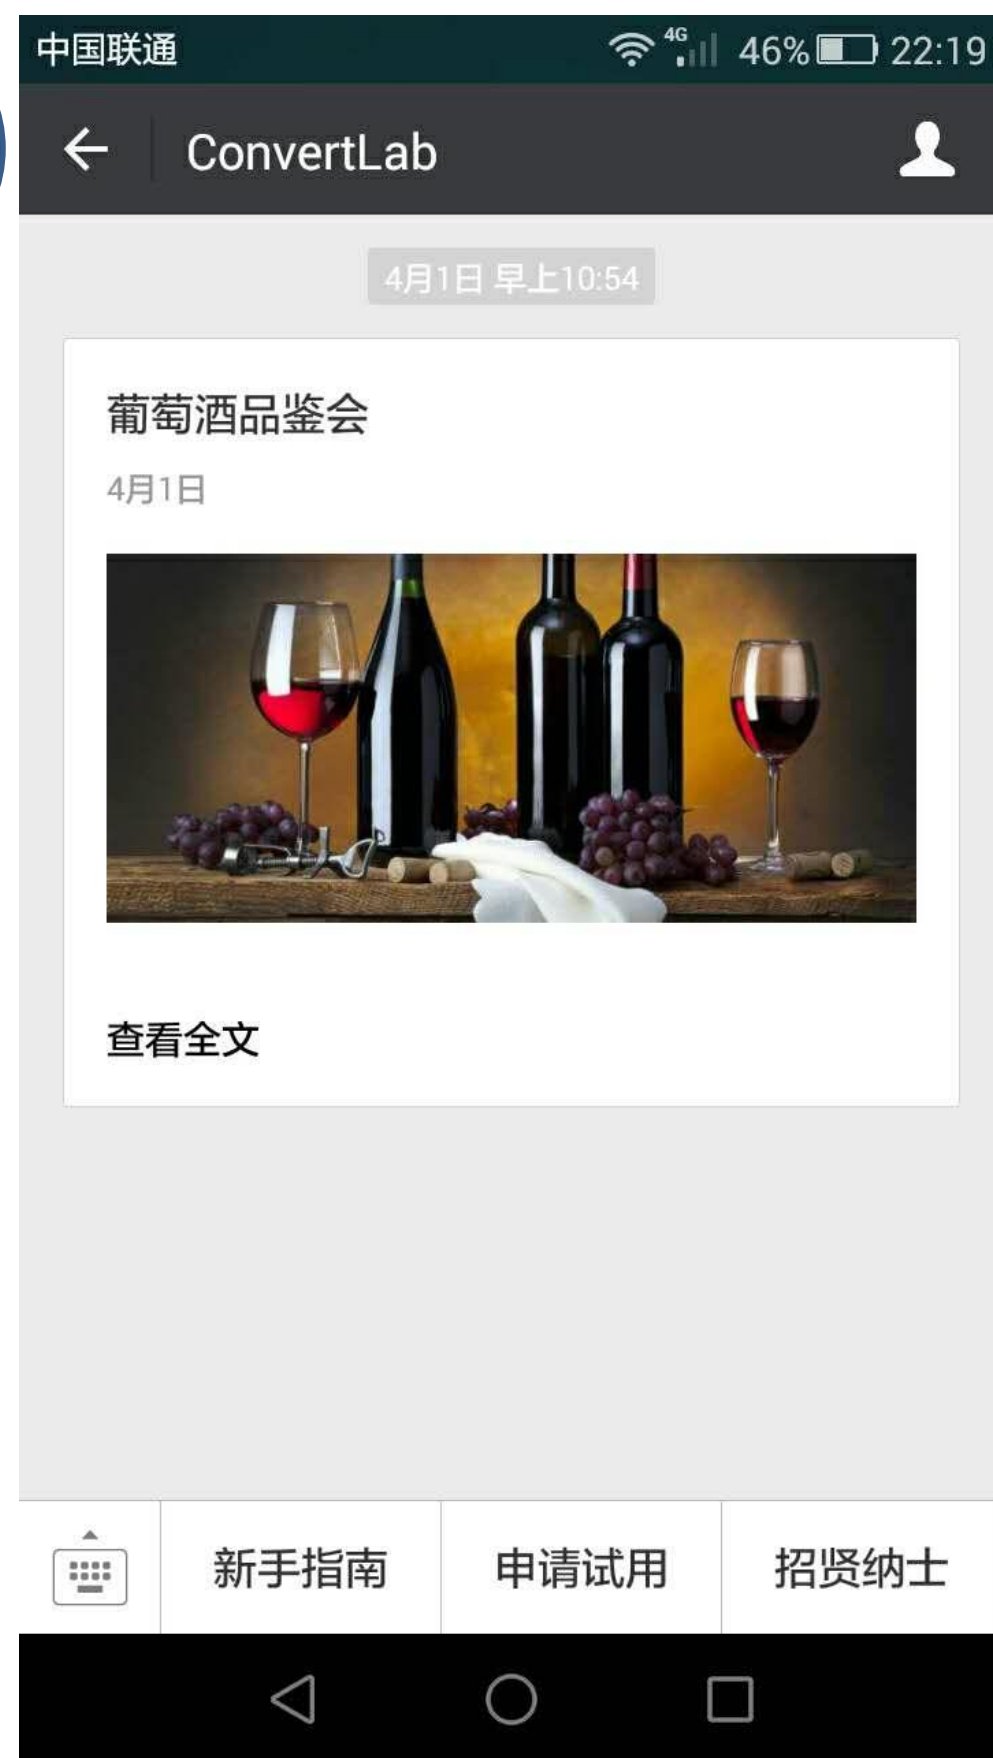 中国联通 4G 46% 22:19
ConvertLab
4月1日 早上10:54
葡萄酒品鉴会
4月1日
查看全文
新手指南 申请试用 招贤纳士